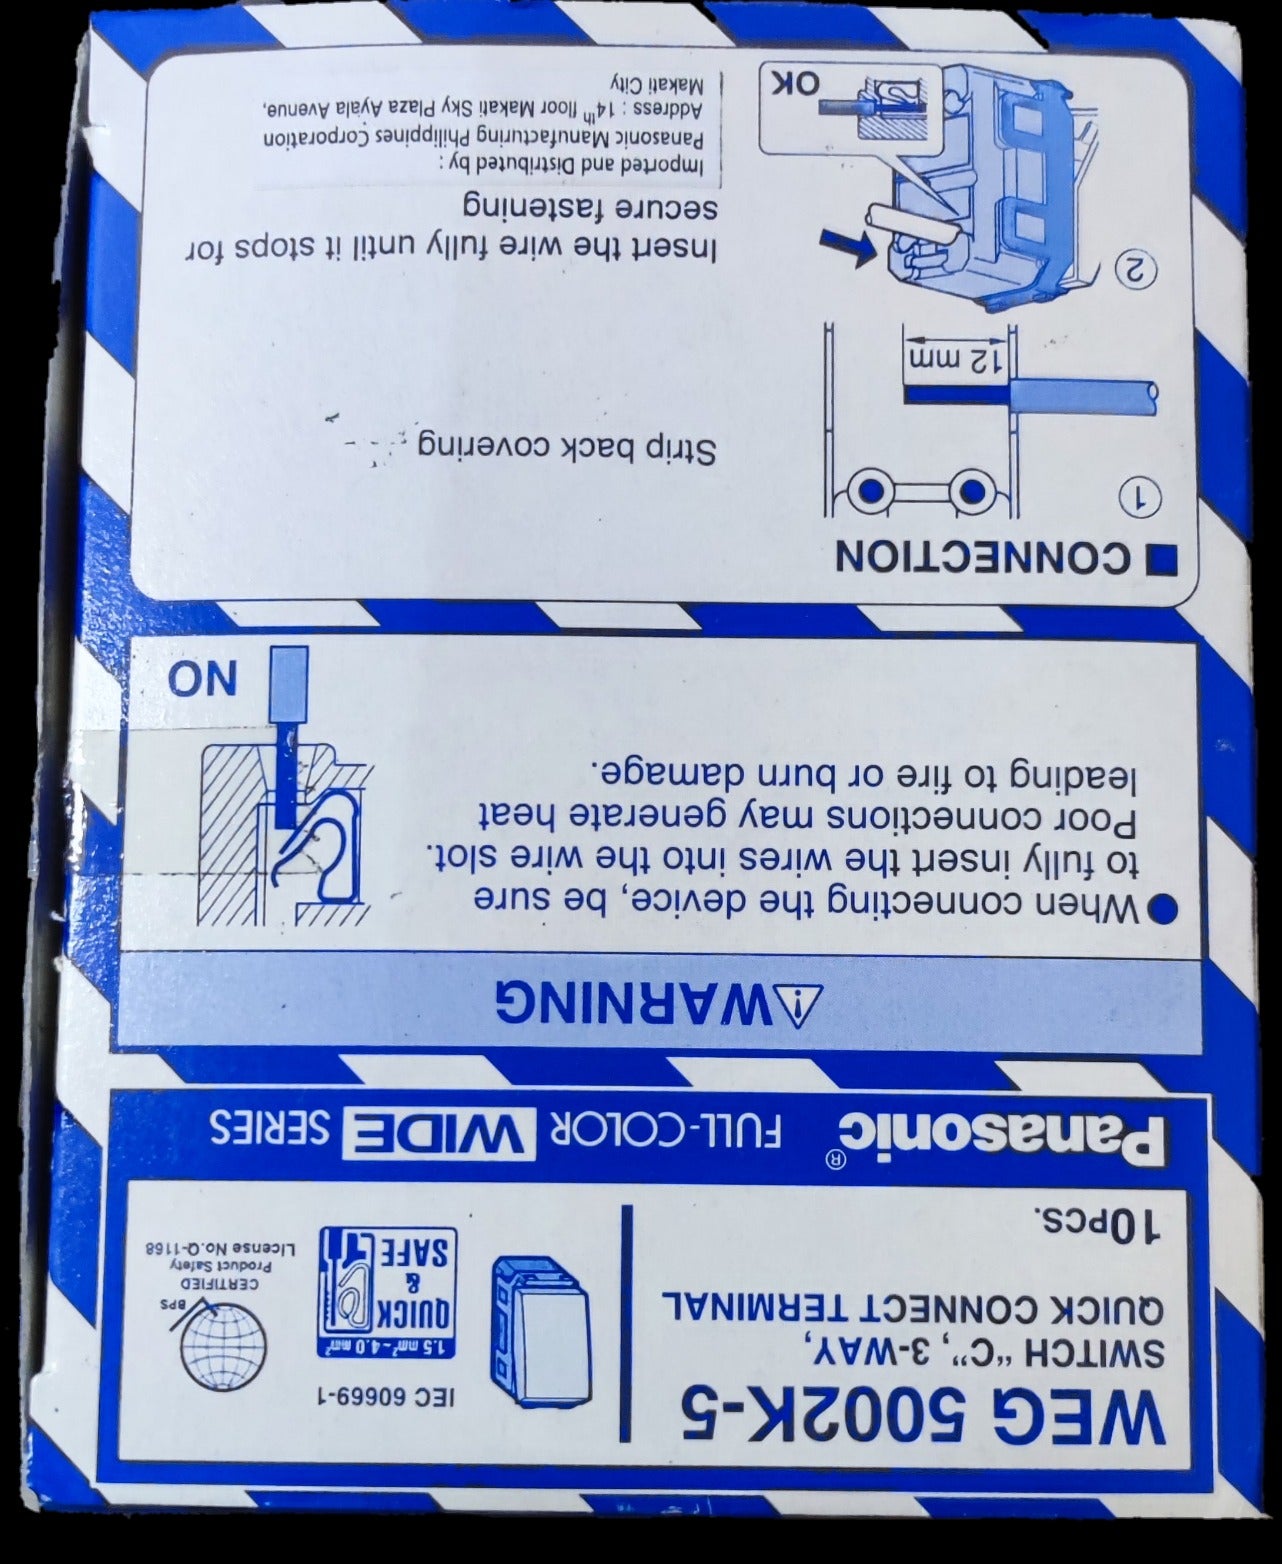 WEG 5002K-5
SWITCH “C”, 3-WAY,
QUICK CONNECT TERMINAL
10PCS.
IEC 60669-1
1.5 mm²~4.0 mm²
QUICK
&
SAFE
BPS
CERTIFIED
Product Safety
License No.Q-1168
Panasonic® FULL-COLOR WIDE SERIES
WARNING
● When connecting the device, be sure
to fully insert the wires into the wire slot.
Poor connections may generate heat
leading to fire or burn damage.
NO
■ CONNECTION
①
Strip back covering
12 mm
②
Insert the wire fully until it stops for
secure fastening
OK
Imported and Distributed by :
Panasonic Manufacturing Philippines Corporation
Address : 14th floor Makati Sky Plaza Ayala Avenue,
Makati City